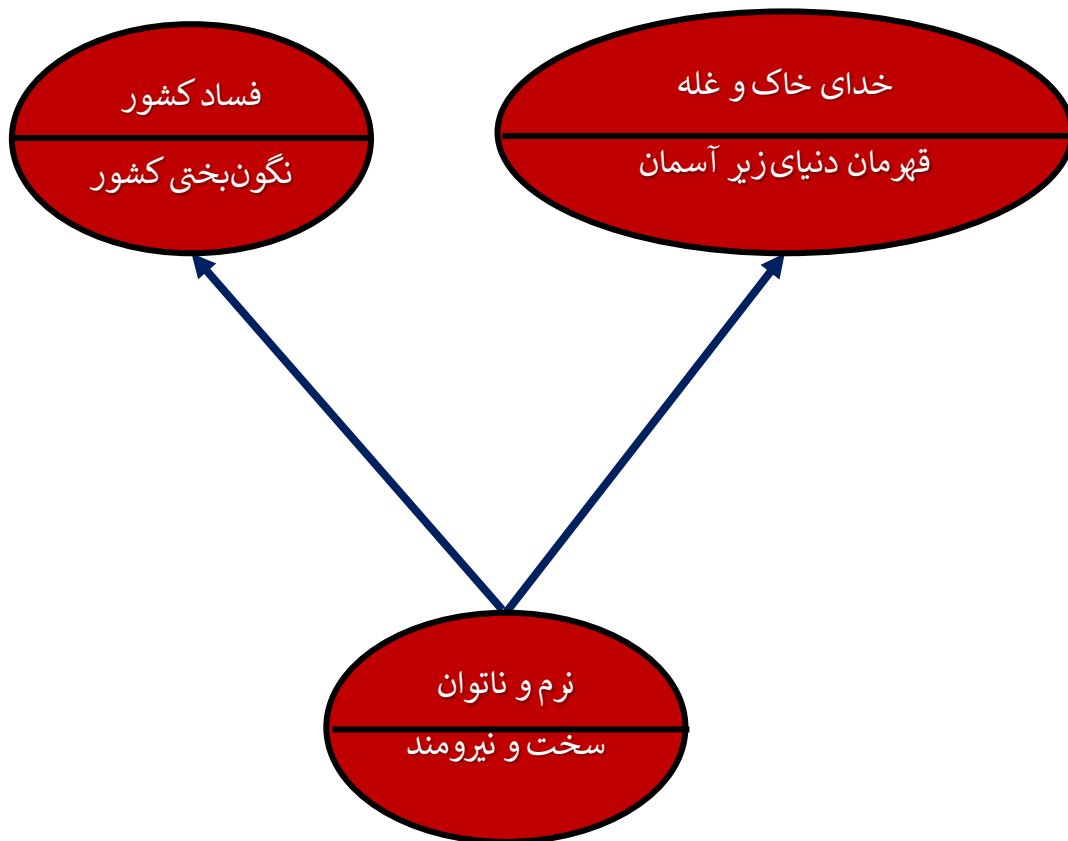 خدای خاک و غله
قهرمان دنیای زیر آسمان
فساد کشور
نگون‌بختی کشور
نرم و ناتوان
سخت و نیرومند